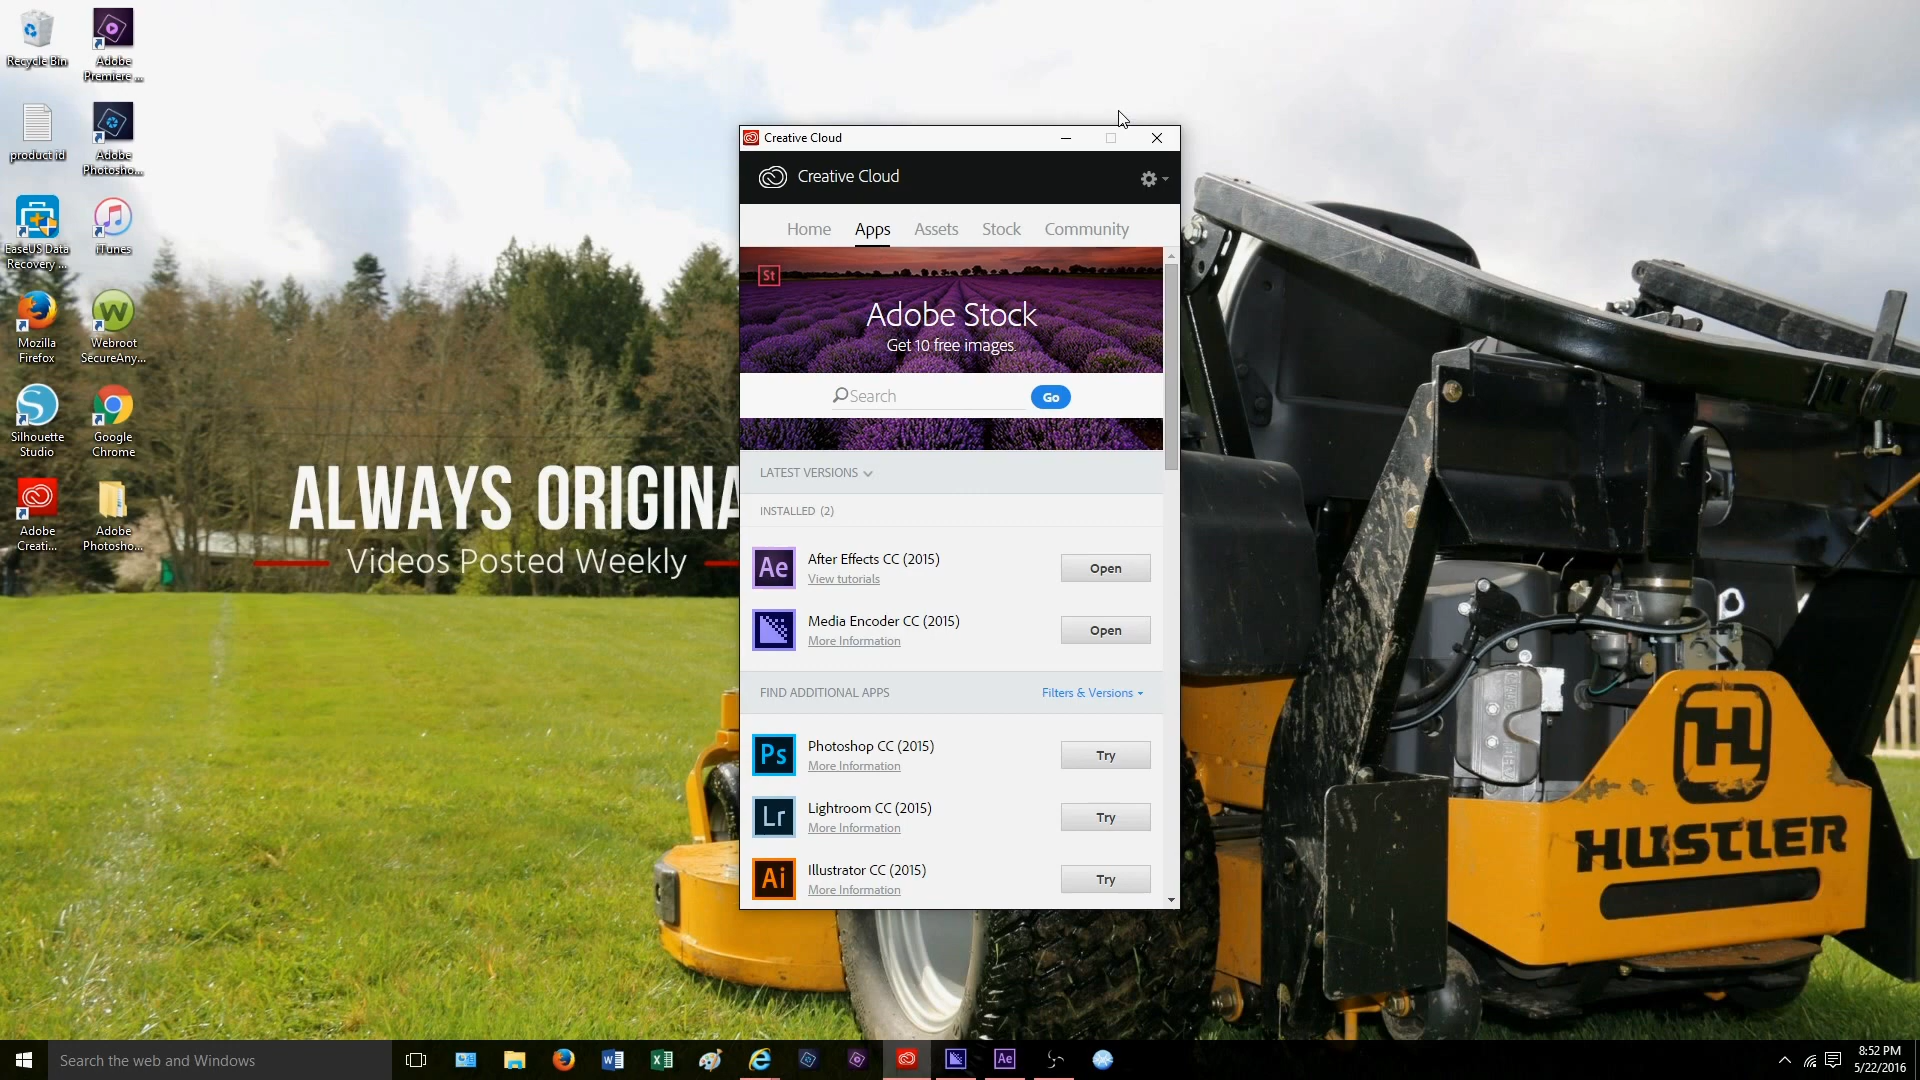 Recycle Bin
Adobe
Premiere ...
product id
Adobe
Photosho...
EaseUS Data
Recovery ...
iTunes
Mozilla
Firefox
Webroot
SecureAny...
Silhouette
Studio
Google
Chrome
Adobe
Creati...
Adobe
Photosho...
ALWAYS ORIGINA
Videos Posted Weekly
Creative Cloud
Creative Cloud
Home Apps Assets Stock Community
St
Adobe Stock
Get 10 free images.
Search Go
LATEST VERSIONS
INSTALLED (2)
Ae
After Effects CC (2015)
View tutorials
Open
Media Encoder CC (2015)
More Information
Open
FIND ADDITIONAL APPS Filters & Versions
Ps
Photoshop CC (2015)
More Information
Try
Lr
Lightroom CC (2015)
More Information
Try
Ai
Illustrator CC (2015)
More Information
Try
H
HUSTLER
Search the web and Windows
Ae
8:52 PM
5/22/2016